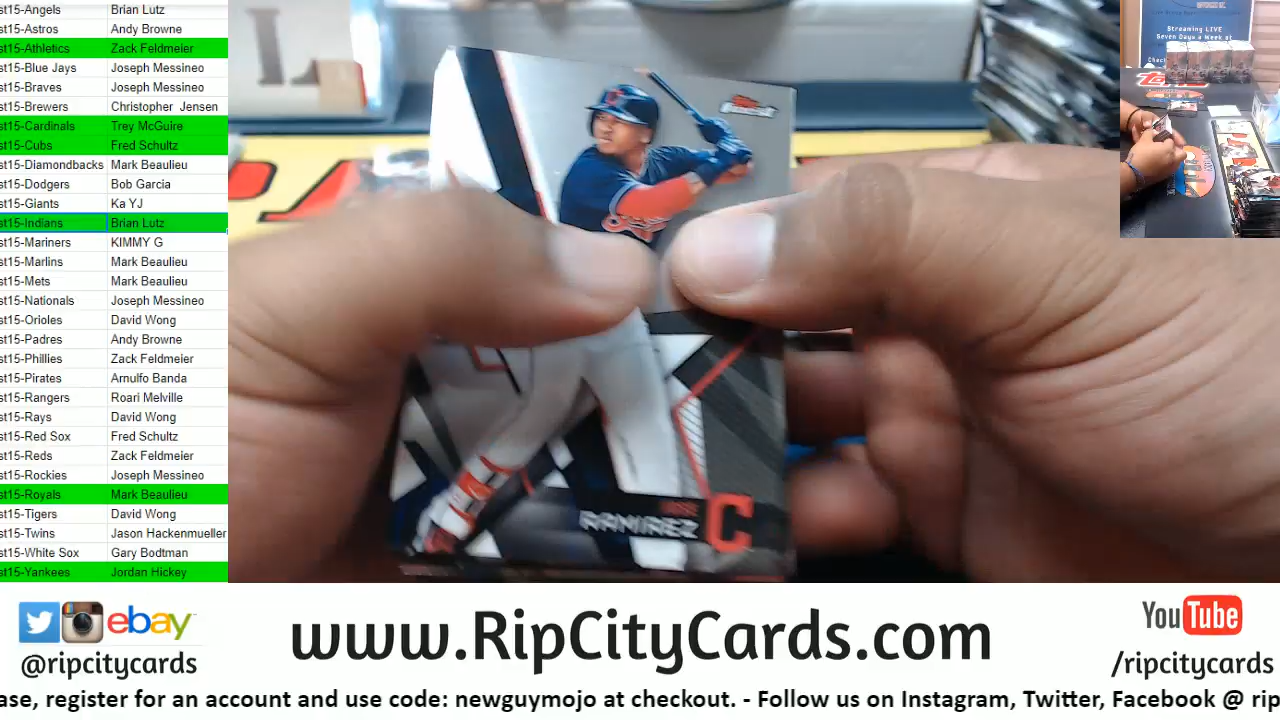 st15-Angels Brian Lutz
st15-Astros Andy Browne
st15-Athletics Zack Feldmeier
st15-Blue Jays Joseph Messineo
st15-Braves Joseph Messineo
st15-Brewers Christopher Jensen
st15-Cardinals Trey McGuire
st15-Cubs Fred Schultz
st15-Diamondbacks Mark Beaulieu
st15-Dodgers Bob Garcia
st15-Giants Ka YJ
st15-Indians Brian Lutz
st15-Mariners KIMMY G
st15-Marlins Mark Beaulieu
st15-Mets Mark Beaulieu
st15-Nationals Joseph Messineo
st15-Orioles David Wong
st15-Padres Andy Browne
st15-Phillies Zack Feldmeier
st15-Pirates Arnulfo Banda
st15-Rangers Roari Melville
st15-Rays David Wong
st15-Red Sox Fred Schultz
st15-Reds Zack Feldmeier
st15-Rockies Joseph Messineo
st15-Royals Mark Beaulieu
st15-Tigers David Wong
st15-Twins Jason Hackenmueller
st15-White Sox Gary Bodtman
st15-Yankees Jordan Hickey
C
RAMIREZ C
Streaming LIVE
Seven Days a Week at
ebay
@ripcitycards
www.RipCityCards.com
YouTube
/ripcitycards
ase, register for an account and use code: newguymojo at checkout. - Follow us on Instagram, Twitter, Facebook @ rip